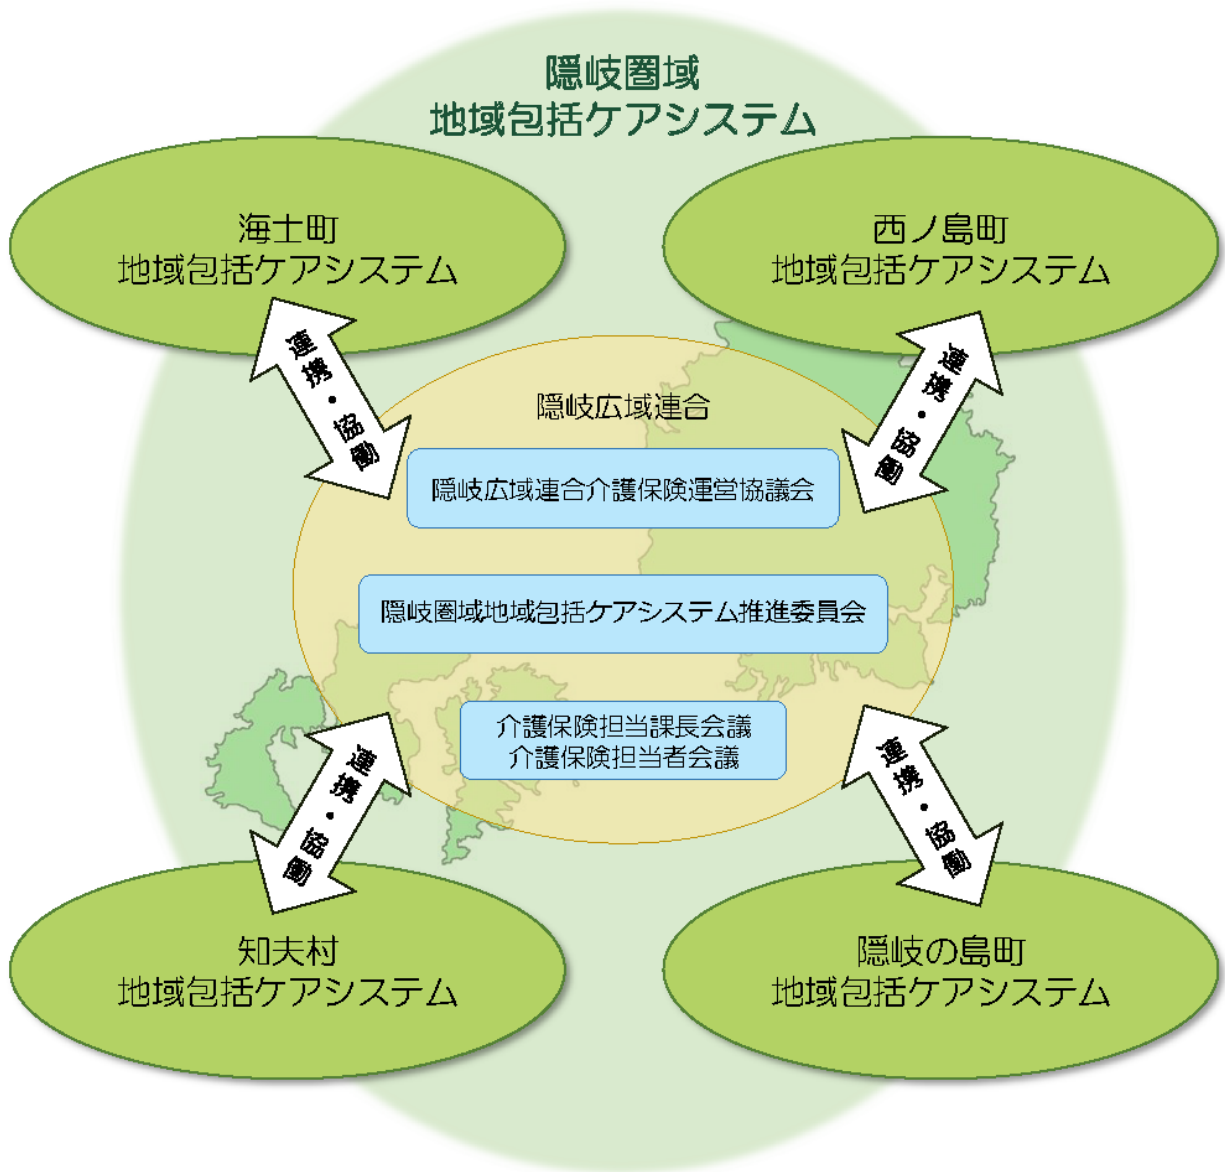 隠岐圏域
地域包括ケアシステム
海士町
地域包括ケアシステム
西ノ島町
地域包括ケアシステム
連携・協働
連携・協働
隠岐広域連合
隠岐広域連合介護保険運営協議会
隠岐圏域地域包括ケアシステム推進委員会
介護保険担当課長会議
介護保険担当者会議
連携・協働
連携・協働
知夫村
地域包括ケアシステム
隠岐の島町
地域包括ケアシステム